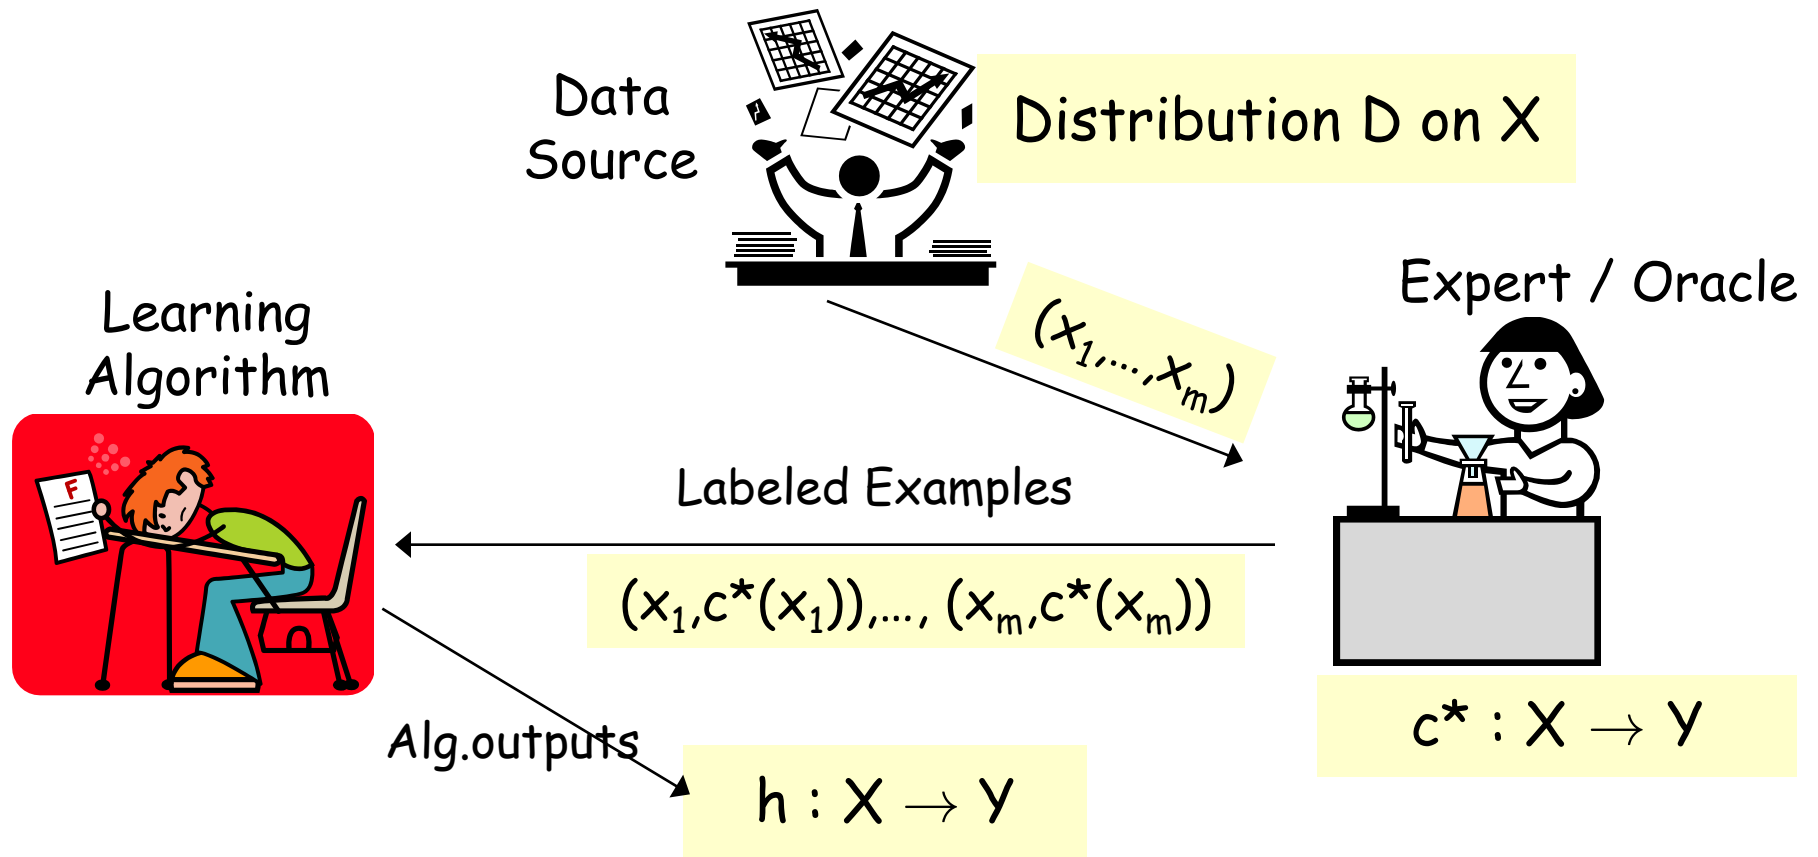 Data
Source
Distribution D on X
Expert / Oracle
(x₁,...,xₘ)
Learning
Algorithm
F
Labeled Examples
(x₁,c*(x₁)),..., (xₘ,c*(xₘ))
c* : X → Y
Alg.outputs
h : X → Y